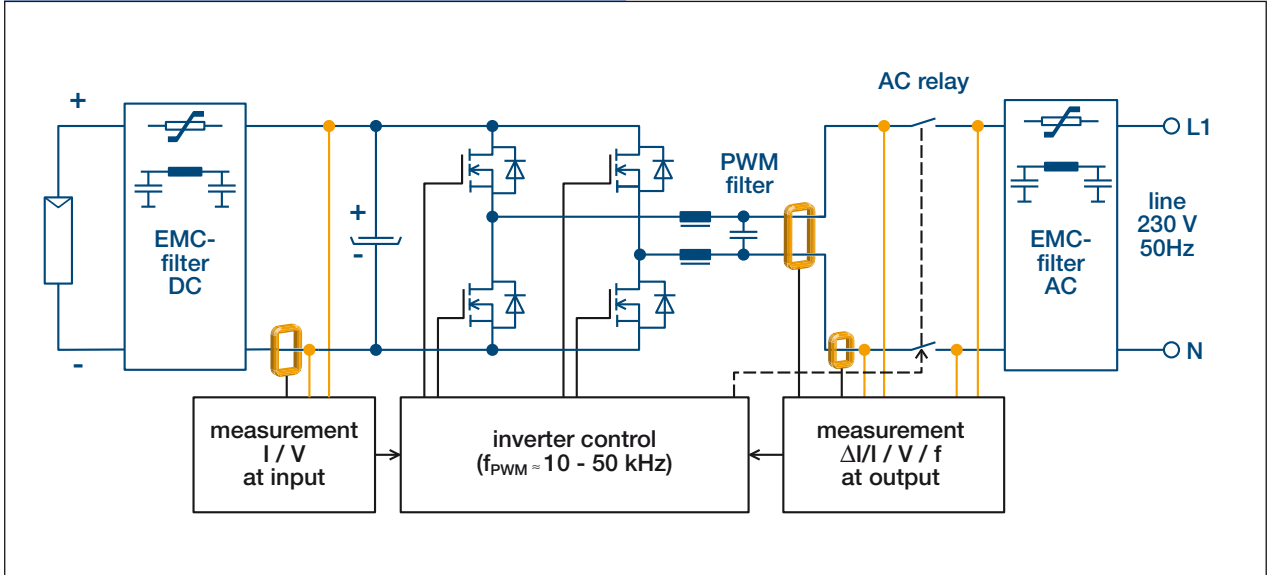 AC relay
+
L1
PWM
filter
line
230 V
50Hz
EMC-
filter
DC
+
-
EMC-
filter
AC
-
N
measurement
I / V
at input
inverter control
(fPWM ≈ 10 - 50 kHz)
measurement
ΔI/I / V / f
at output